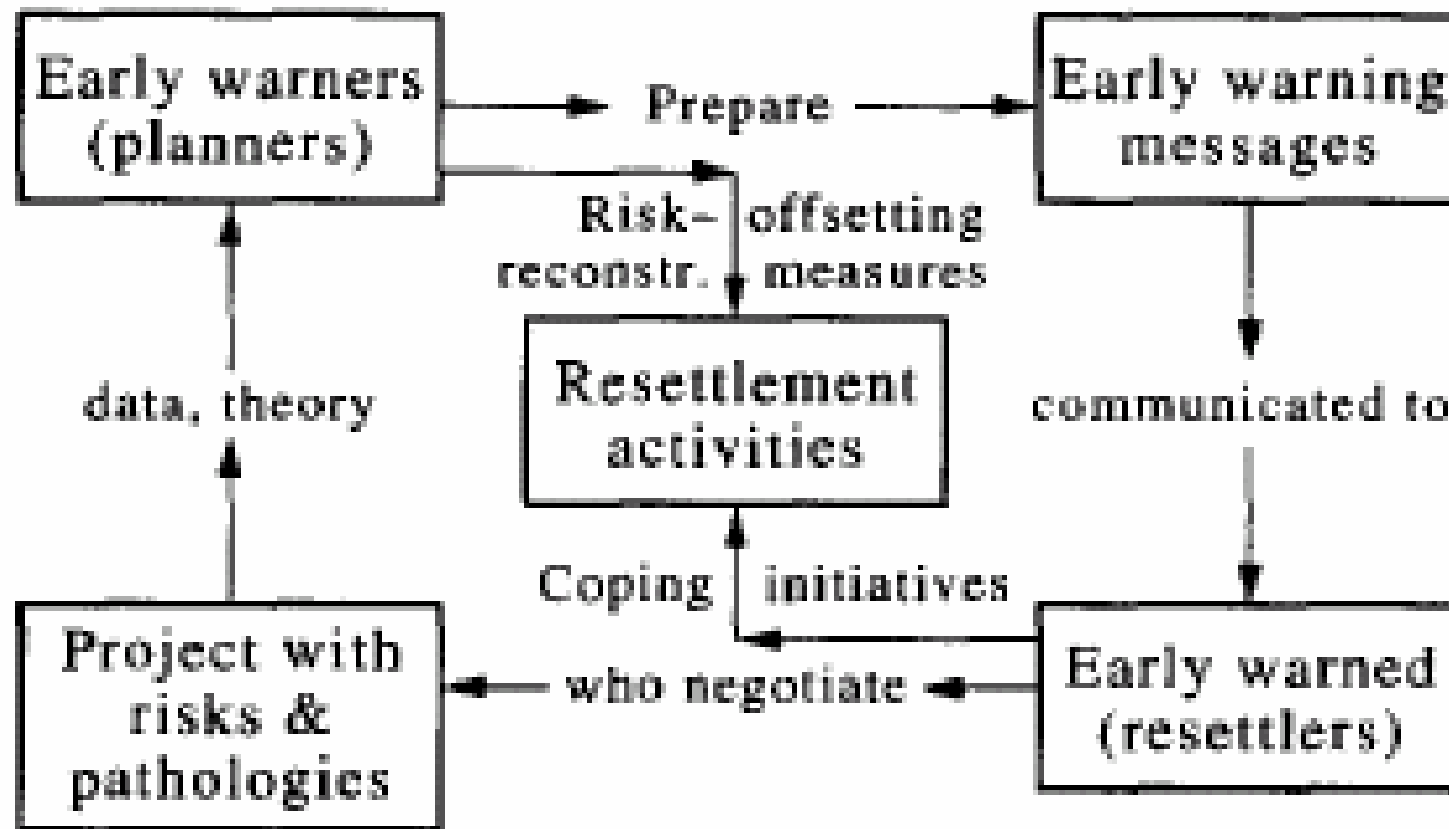 Early warners
(planners)
Prepare
Early warning
messages
Risk- offsetting
reconstr. measures
data, theory
Resettlement
activities
communicated to
Coping initiatives
Project with
risks &
pathologies
who negotiate
Early warned
(resettlers)